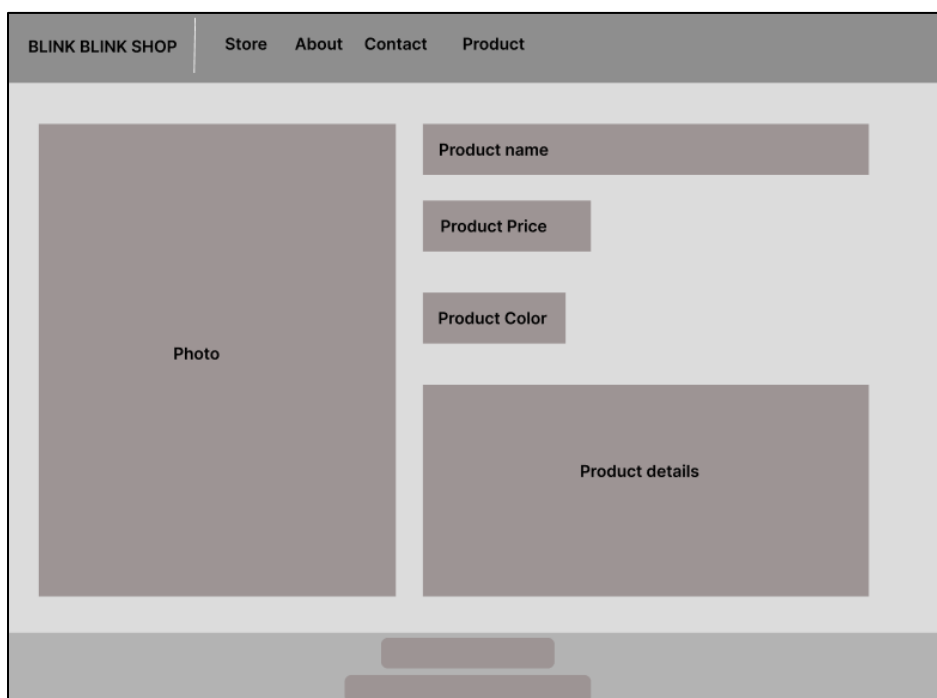 BLINK BLINK SHOP Store About Contact Product
Product name
Product Price
Product Color
Photo
Product details